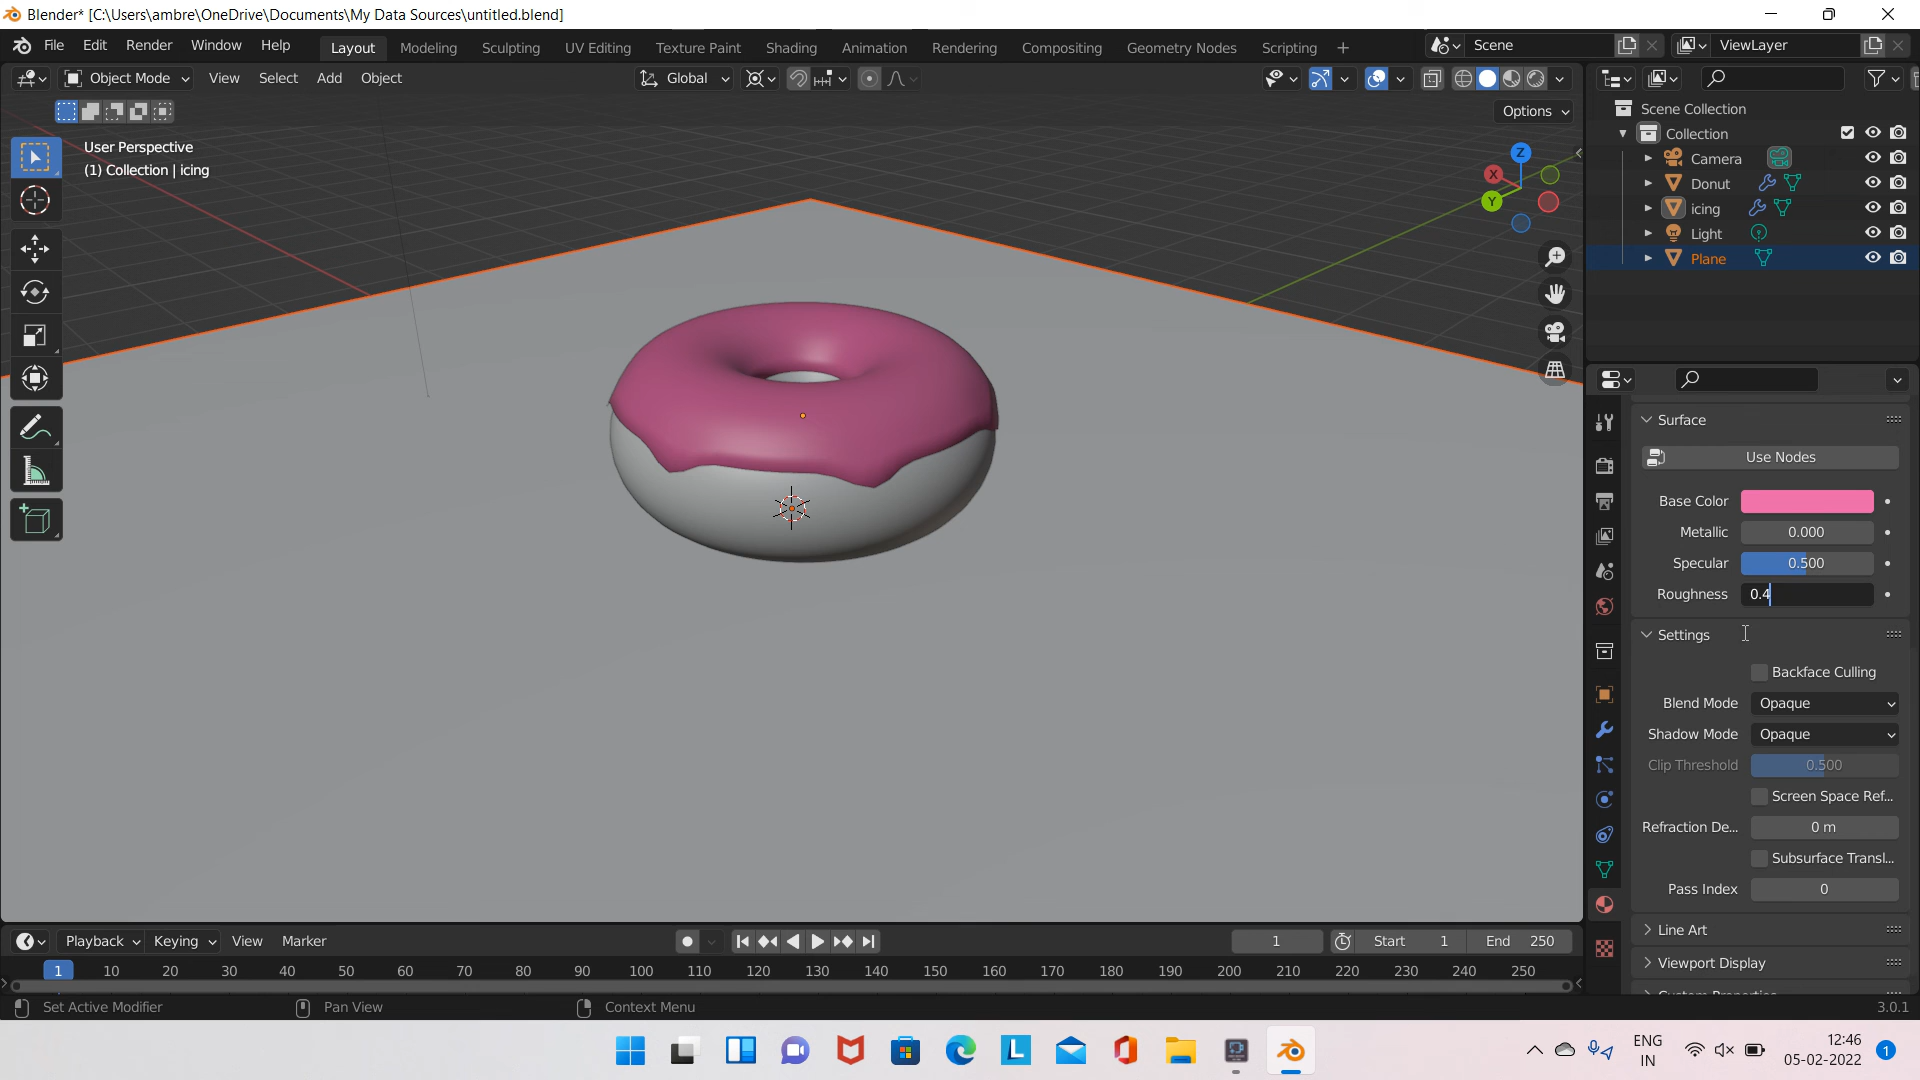 Blender* [C:\Users\ambre\OneDrive\Documents\My Data Sources\untitled.blend]
File Edit Render Window Help Layout Modeling Sculpting UV Editing Texture Paint Shading Animation Rendering Compositing Geometry Nodes Scripting + Scene ViewLayer
Object Mode View Select Add Object Global
Options
User Perspective
(1) Collection | icing
Z
X
Y
Scene Collection
Collection
Camera
Donut
icing
Light
Plane
Surface
Use Nodes
Base Color
Metallic 0.000
Specular 0.500
Roughness 0.4
Settings
Backface Culling
Blend Mode Opaque
Shadow Mode Opaque
Clip Threshold 0.500
Screen Space Ref...
Refraction De... 0 m
Subsurface Transl...
Pass Index 0
Line Art
Viewport Display
Playback Keying View Marker 1 Start 1 End 250
1 10 20 30 40 50 60 70 80 90 100 110 120 130 140 150 160 170 180 190 200 210 220 230 240 250
Set Active Modifier Pan View Context Menu 3.0.1
ENG
IN
12:46
05-02-2022
1